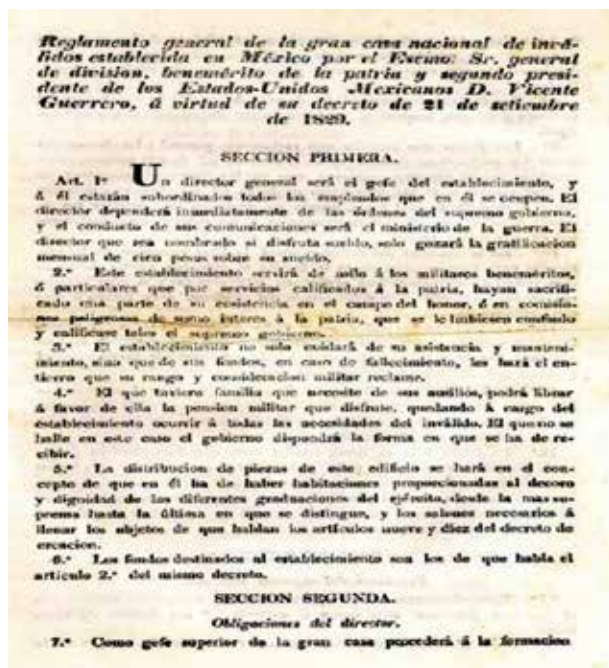 Reglamento general de la gran casa nacional de invá-
lidos establecida en México por el Escmo: Sr. general
de division, benemérito de la patria y segundo presi-
dente de los Estados-Unidos Mexicanos D. Vicente
Guerrero, á virtud de su decreto de 21 de setiembre
de 1829.
SECCION PRIMERA.
Art. 1º Un director general será el gefe del establecimiento, y
á él estarán subordinados todos los empleados que en él se ocupen. El
director dependerá inmediatamente de las órdenes del supremo gobierno,
y el conducto de sus comunicaciones será el ministerio de la guerra. El
director que sea nombrado si disfruta sueldo, solo gozará la gratificacion
mensual de cien pesos sobre su sueldo.
2.º Este establecimiento servirá de asilo á los militares beneméritos,
ó particulares que por servicios calificados á la patria, hayan sacrifi-
cado una parte de su ecsistencia en el campo del honor, ó en comisio-
nes peligrosas de sumo interes á la patria, que se le hubiesen confiado
y calificase tales el supremo gobierno.
3.º El establecimiento no solo cuidará de su asistencia y manteni-
miento, sino que de sus fondos, en caso de fallecimiento, les hará el en-
tierro que su rango y consideracion militar reclame.
4.º El que tuviere familia que necesite de sus ausilios, podrá librar
á favor de ella la pension militar que disfrute, quedando á cargo del
establecimiento ocurrir á todas las necesidades del inválido. El que no se
halle en este caso el gobierno dispondrá la forma en que se ha de re-
cibir.
5.º La distribucion de piezas de este edificio se hará en el con-
cepto de que en él ha de haber habitaciones proporcionadas al decoro
y dignidad de las diferentes graduaciones del ejército, desde la mas su-
prema hasta la última en que se distingue, y los salones necesarios á
llenar los objetos de que hablan los artículos nueve y diez del decreto de
creacion.
6.º Los fondos destinados al establecimiento son los de que habla el
artículo 2.º del mismo decreto.
SECCION SEGUNDA.
Obligaciones del director.
7.º Como gefe superior de la gran casa procederá á la formacion